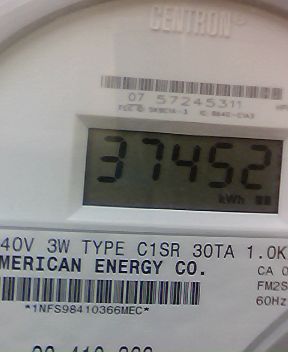 CENTRON®
07 57245311
37452
kWh
40V 3W TYPE C1SR 30TA 1.0K
MERICAN ENERGY CO.
CA 0
FM2S
60Hz
*1NFS98410366MEC*